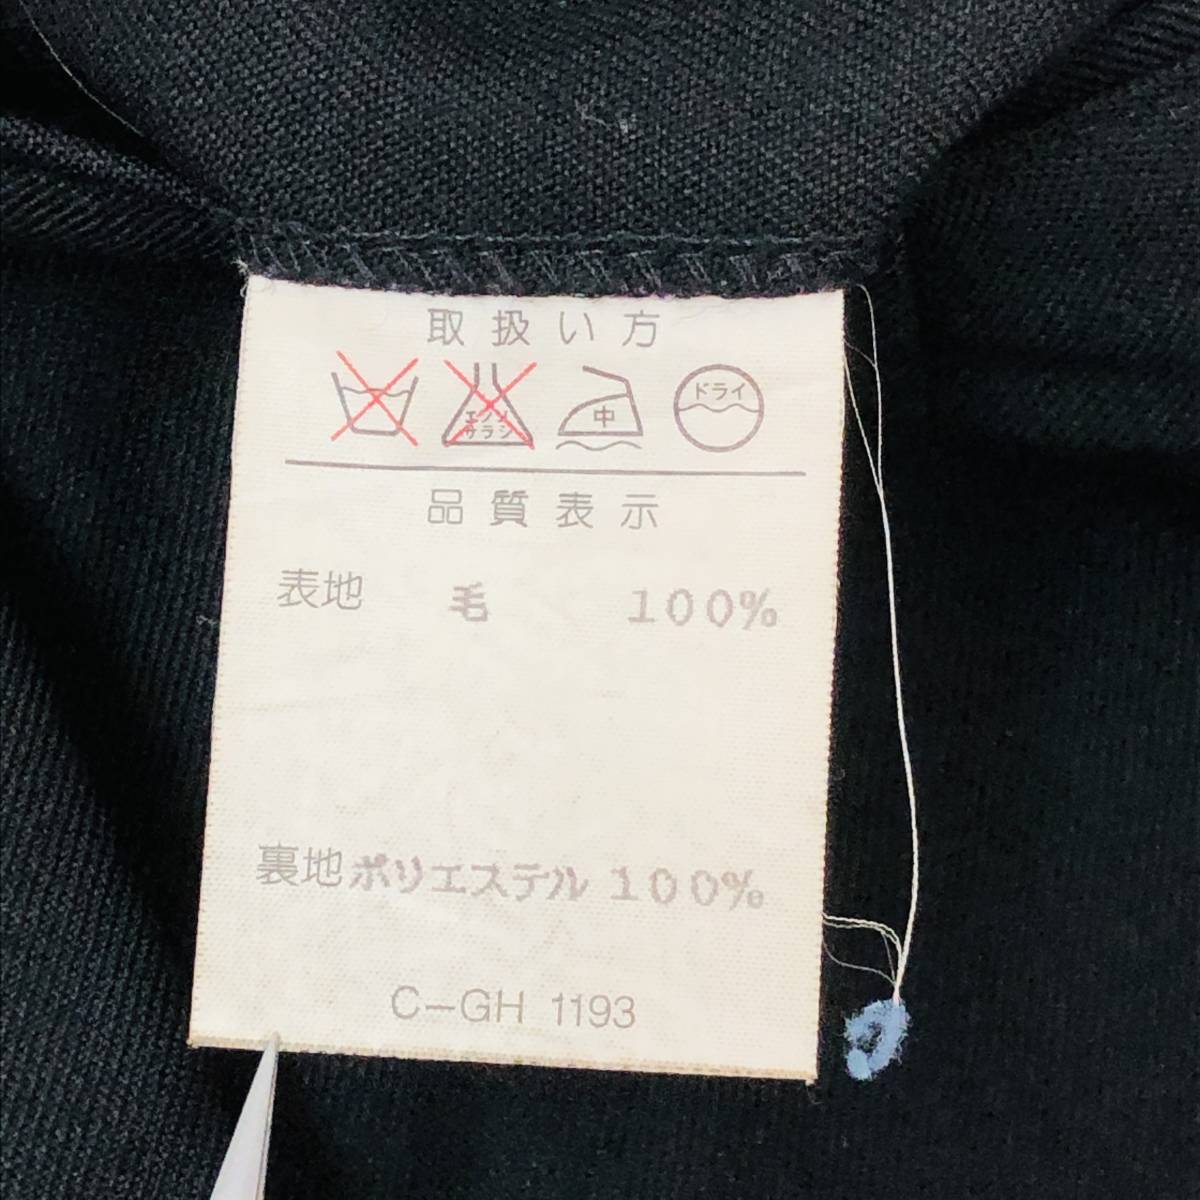 取扱い方
エンソ
サラシ
中
ドライ
品質表示
表地 毛 100%
裏地 ポリエステル 100%
C-GH 1193